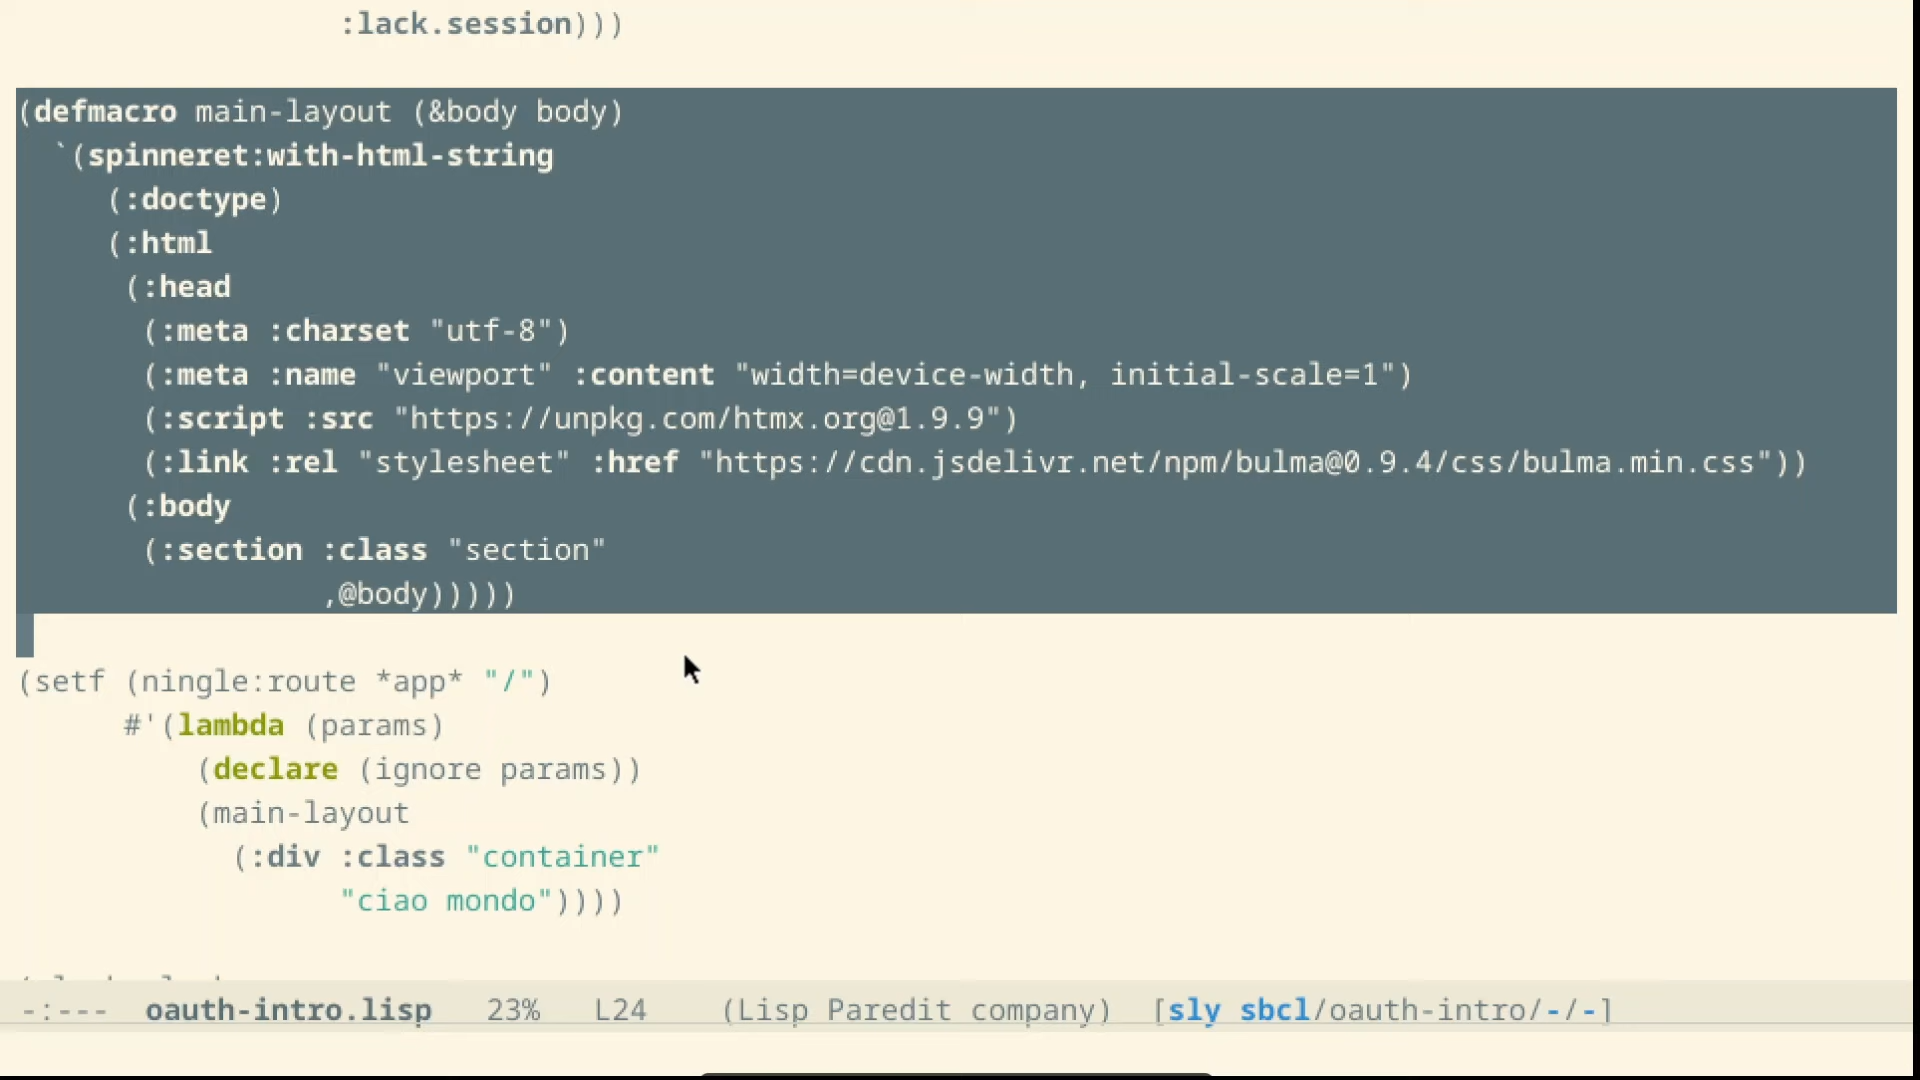 :lack.session)))
(defmacro main-layout (&body body)
`(spinneret:with-html-string
(:doctype)
(:html
(:head
(:meta :charset "utf-8")
(:meta :name "viewport" :content "width=device-width, initial-scale=1")
(:script :src "https://unpkg.com/htmx.org@1.9.9")
(:link :rel "stylesheet" :href "https://cdn.jsdelivr.net/npm/bulma@0.9.4/css/bulma.min.css"))
(:body
(:section :class "section"
,@body)))))
(setf (ningle:route *app* "/")
#'(lambda (params)
(declare (ignore params))
(main-layout
(:div :class "container"
"ciao mondo"))))
-:--- oauth-intro.lisp 23% L24 (Lisp Paredit company) [sly sbcl/oauth-intro/-/-]